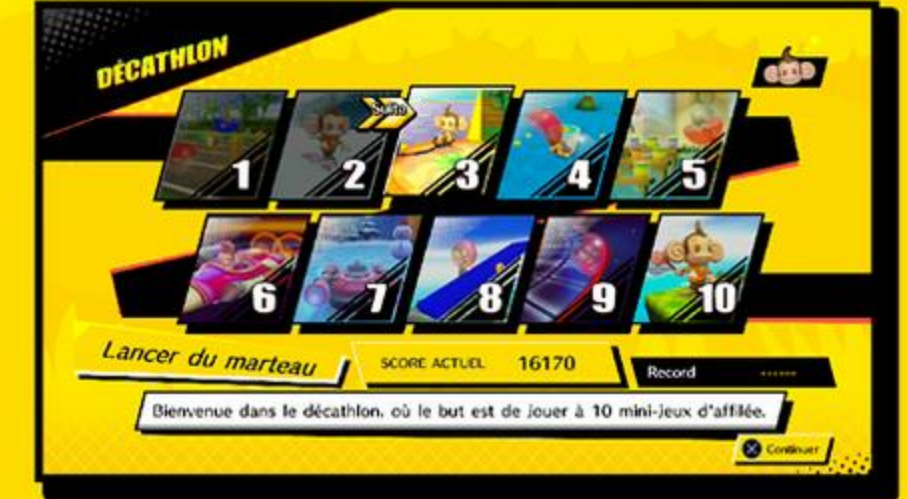 DÉCATHLON
Suite
1
2
3
4
5
6
7
8
9
10
Lancer du marteau
SCORE ACTUEL 16170
Record ------
Bienvenue dans le décathlon, où le but est de jouer à 10 mini-jeux d'affilée.
Continuer